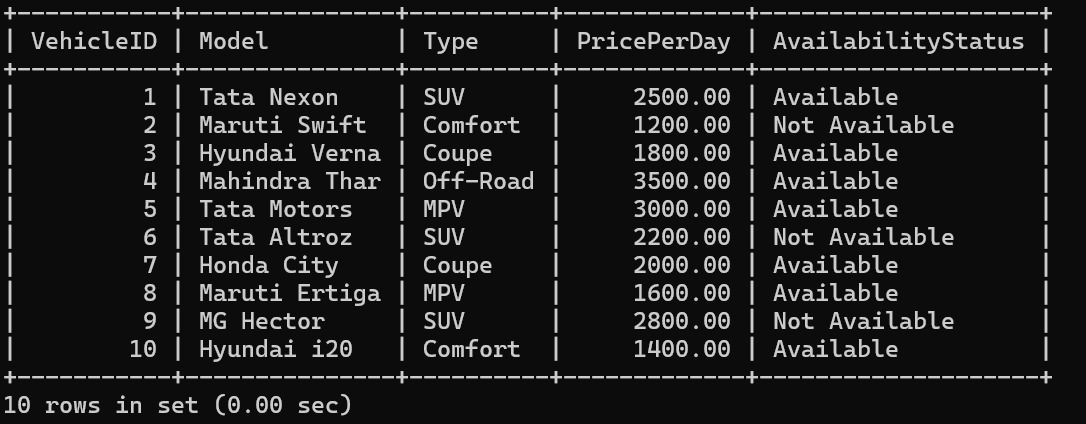 +-----------+---------------+----------+-------------+--------------------+
| VehicleID | Model         | Type     | PricePerDay | AvailabilityStatus |
+-----------+---------------+----------+-------------+--------------------+
|         1 | Tata Nexon    | SUV      |     2500.00 | Available          |
|         2 | Maruti Swift  | Comfort  |     1200.00 | Not Available      |
|         3 | Hyundai Verna | Coupe    |     1800.00 | Available          |
|         4 | Mahindra Thar | Off-Road |     3500.00 | Available          |
|         5 | Tata Motors   | MPV      |     3000.00 | Available          |
|         6 | Tata Altroz   | SUV      |     2200.00 | Not Available      |
|         7 | Honda City    | Coupe    |     2000.00 | Available          |
|         8 | Maruti Ertiga | MPV      |     1600.00 | Available          |
|         9 | MG Hector     | SUV      |     2800.00 | Not Available      |
|        10 | Hyundai i20   | Comfort  |     1400.00 | Available          |
+-----------+---------------+----------+-------------+--------------------+
10 rows in set (0.00 sec)